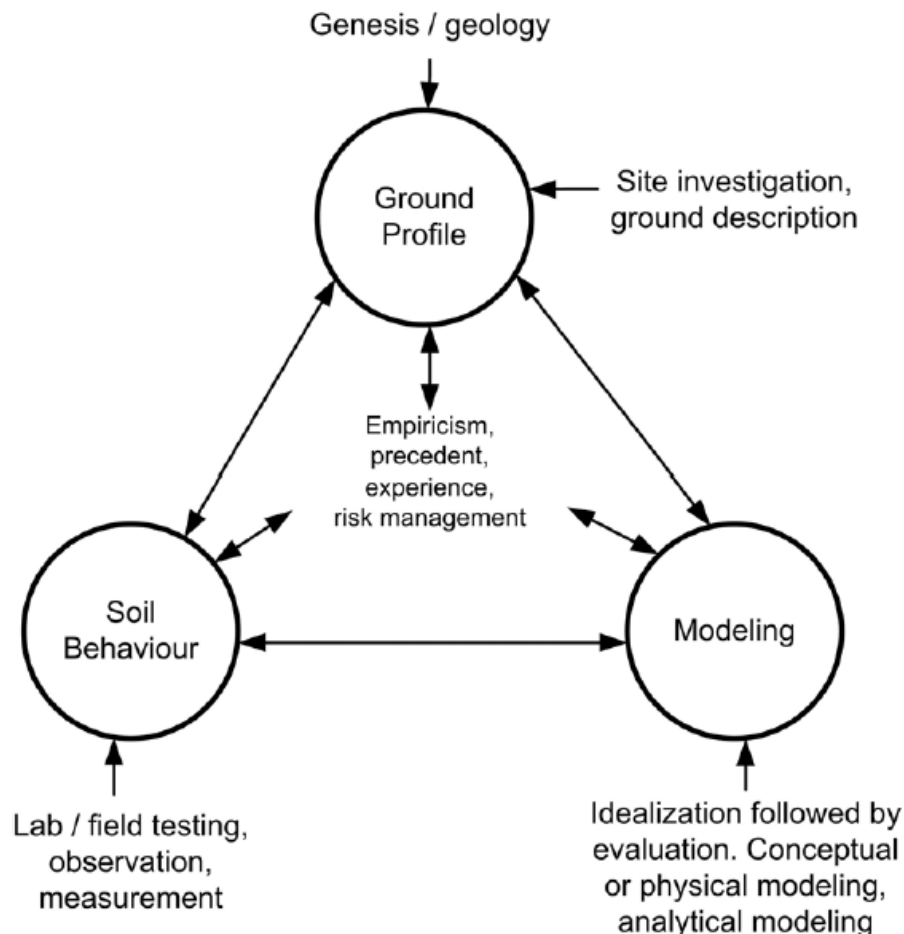 Genesis / geology
Ground
Profile
Site investigation,
ground description
Empiricism,
precedent,
experience,
risk management
Soil
Behaviour
Modeling
Lab / field testing,
observation,
measurement
Idealization followed by
evaluation. Conceptual
or physical modeling,
analytical modeling